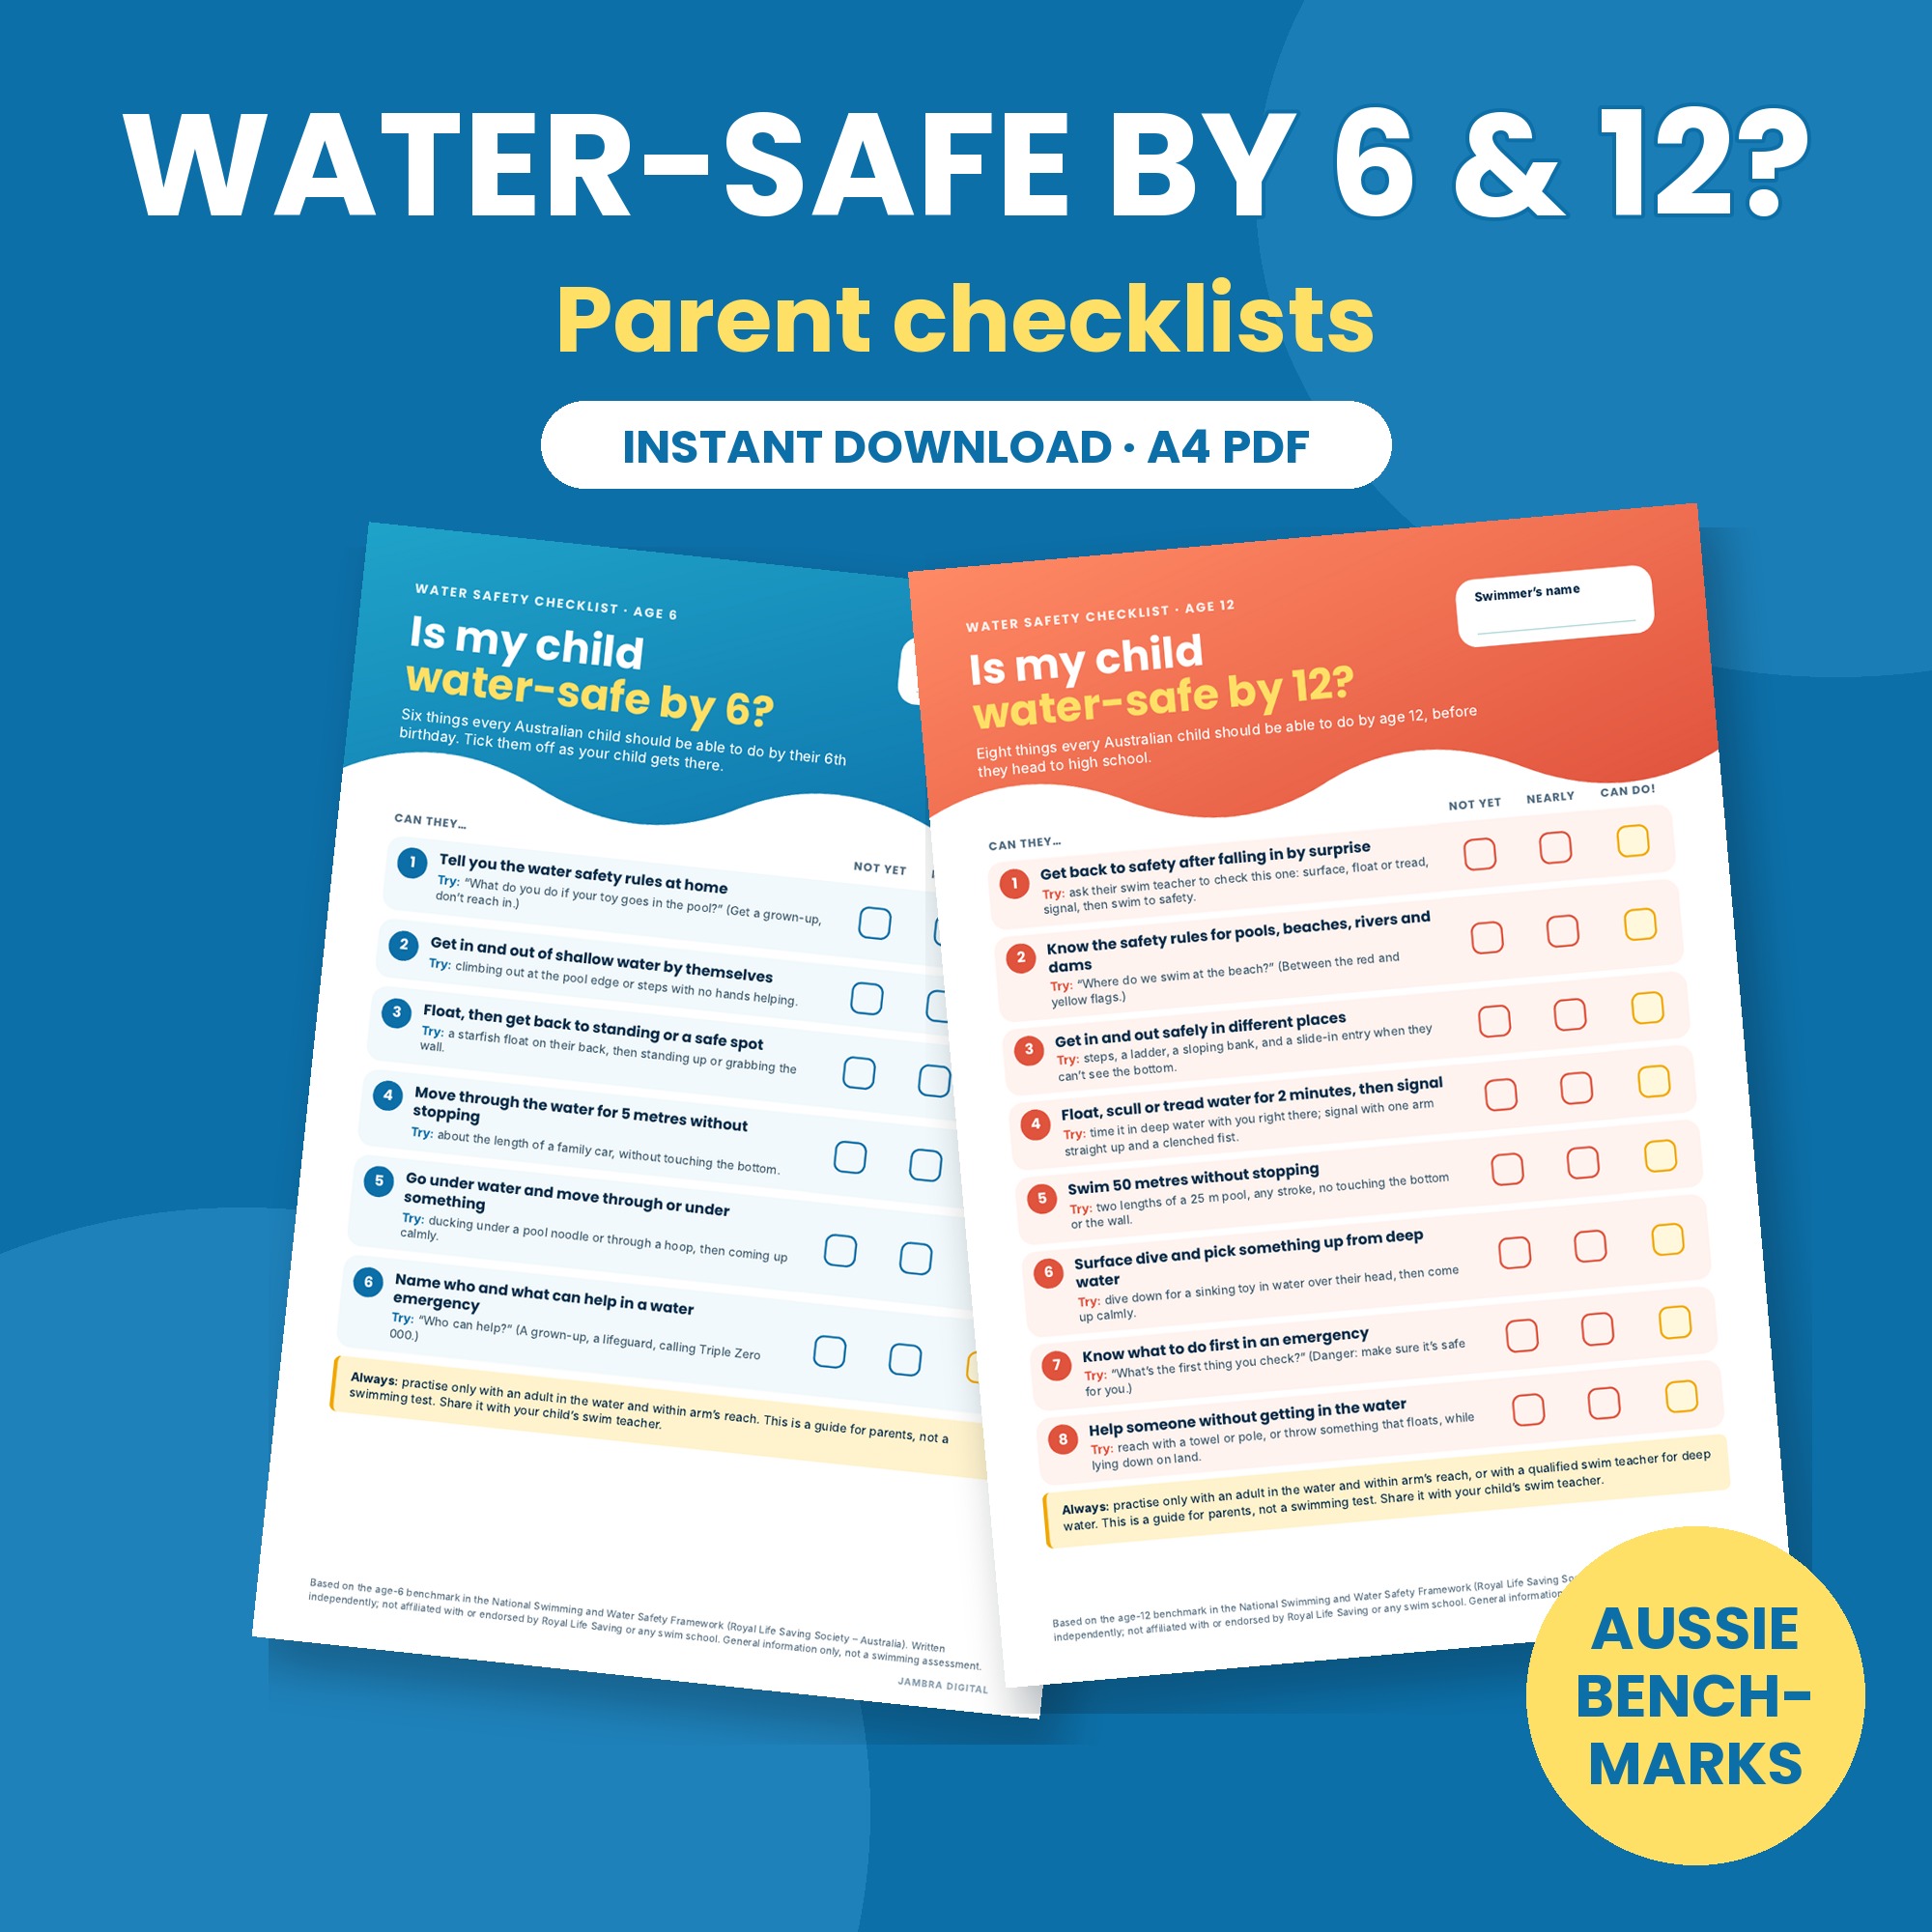 WATER-SAFE BY 6 & 12?
Parent checklists
INSTANT DOWNLOAD · A4 PDF
WATER SAFETY CHECKLIST · AGE 6
Is my child
water-safe by 6?
Six things every Australian child should be able to do by their 6th
birthday. Tick them off as your child gets there.
CAN THEY...
NOT YET
1
Tell you the water safety rules at home
Try: “What do you do if your toy goes in the pool?” (Get a grown-up,
don’t reach in.)
2
Get in and out of shallow water by themselves
Try: climbing out at the pool edge or steps with no hands helping.
3
Float, then get back to standing or a safe spot
Try: a starfish float on their back, then standing up or grabbing the
wall.
4
Move through the water for 5 metres without
stopping
Try: about the length of a family car, without touching the bottom.
5
Go under water and move through or under
something
Try: ducking under a pool noodle or through a hoop, then coming up
calmly.
6
Name who and what can help in a water
emergency
Try: “Who can help?” (A grown-up, a lifeguard, calling Triple Zero
000.)
Always: practise only with an adult in the water and within arm’s reach. This is a guide for parents, not a
swimming test. Share it with your child’s swim teacher.
Based on the age-6 benchmark in the National Swimming and Water Safety Framework (Royal Life Saving Society – Australia). Written
independently; not affiliated with or endorsed by Royal Life Saving or any swim school. General information only, not a swimming assessment.
JAMBRA DIGITAL
WATER SAFETY CHECKLIST · AGE 12
Is my child
water-safe by 12?
Eight things every Australian child should be able to do by age 12, before
they head to high school.
Swimmer’s name
CAN THEY...
NOT YET NEARLY CAN DO!
1
Get back to safety after falling in by surprise
Try: ask their swim teacher to check this one: surface, float or tread,
signal, then swim to safety.
2
Know the safety rules for pools, beaches, rivers and
dams
Try: “Where do we swim at the beach?” (Between the red and
yellow flags.)
3
Get in and out safely in different places
Try: steps, a ladder, a sloping bank, and a slide-in entry when they
can’t see the bottom.
4
Float, scull or tread water for 2 minutes, then signal
Try: time it in deep water with you right there; signal with one arm
straight up and a clenched fist.
5
Swim 50 metres without stopping
Try: two lengths of a 25 m pool, any stroke, no touching the bottom
or the wall.
6
Surface dive and pick something up from deep
water
Try: dive down for a sinking toy in water over their head, then come
up calmly.
7
Know what to do first in an emergency
Try: “What’s the first thing you check?” (Danger: make sure it’s safe
for you.)
8
Help someone without getting in the water
Try: reach with a towel or pole, or throw something that floats, while
lying down on land.
Always: practise only with an adult in the water and within arm’s reach, or with a qualified swim teacher for deep
water. This is a guide for parents, not a swimming test. Share it with your child’s swim teacher.
Based on the age-12 benchmark in the National Swimming and Water Safety Framework (Royal Life Saving
independently; not affiliated with or endorsed by Royal Life Saving or any swim school. General information
AUSSIE
BENCH-
MARKS